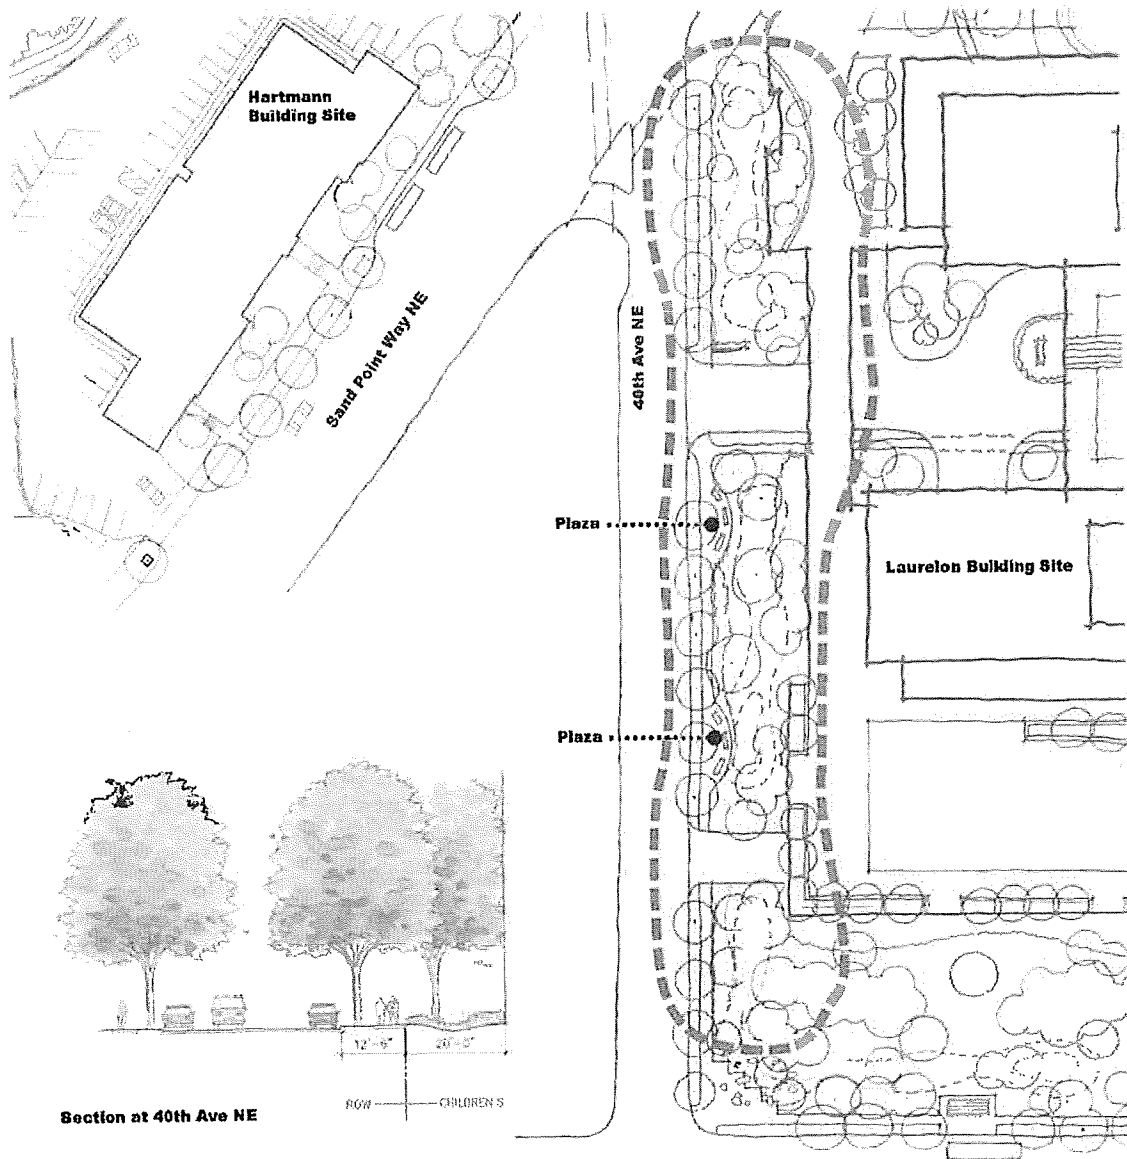 Hartmann
Building Site
Sand Point Way NE
40th Ave NE
Plaza
Laurelon Building Site
Plaza
12'-6"
ROW
CHILDREN'S
Section at 40th Ave NE